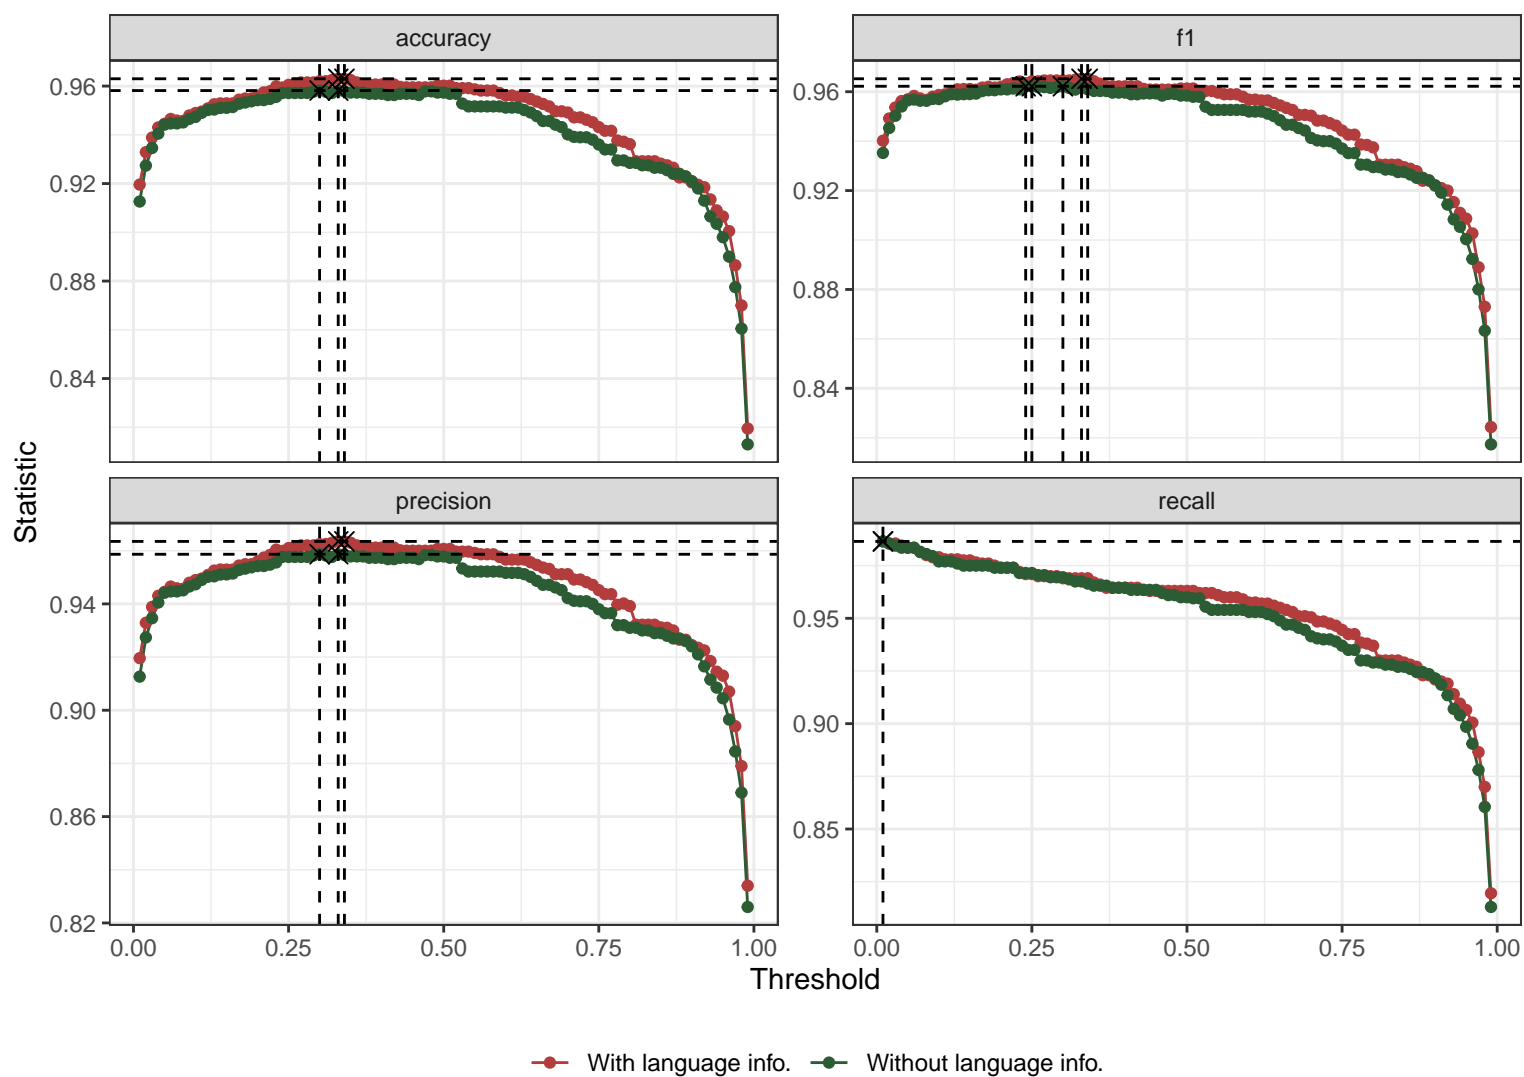 accuracy
f1
0.96
0.92
0.88
0.84
0.96
0.92
0.88
0.84
Statistic
precision
recall
0.94
0.90
0.86
0.82
0.95
0.90
0.85
0.00 0.25 0.50 0.75 1.00
0.00 0.25 0.50 0.75 1.00
Threshold
With language info. Without language info.